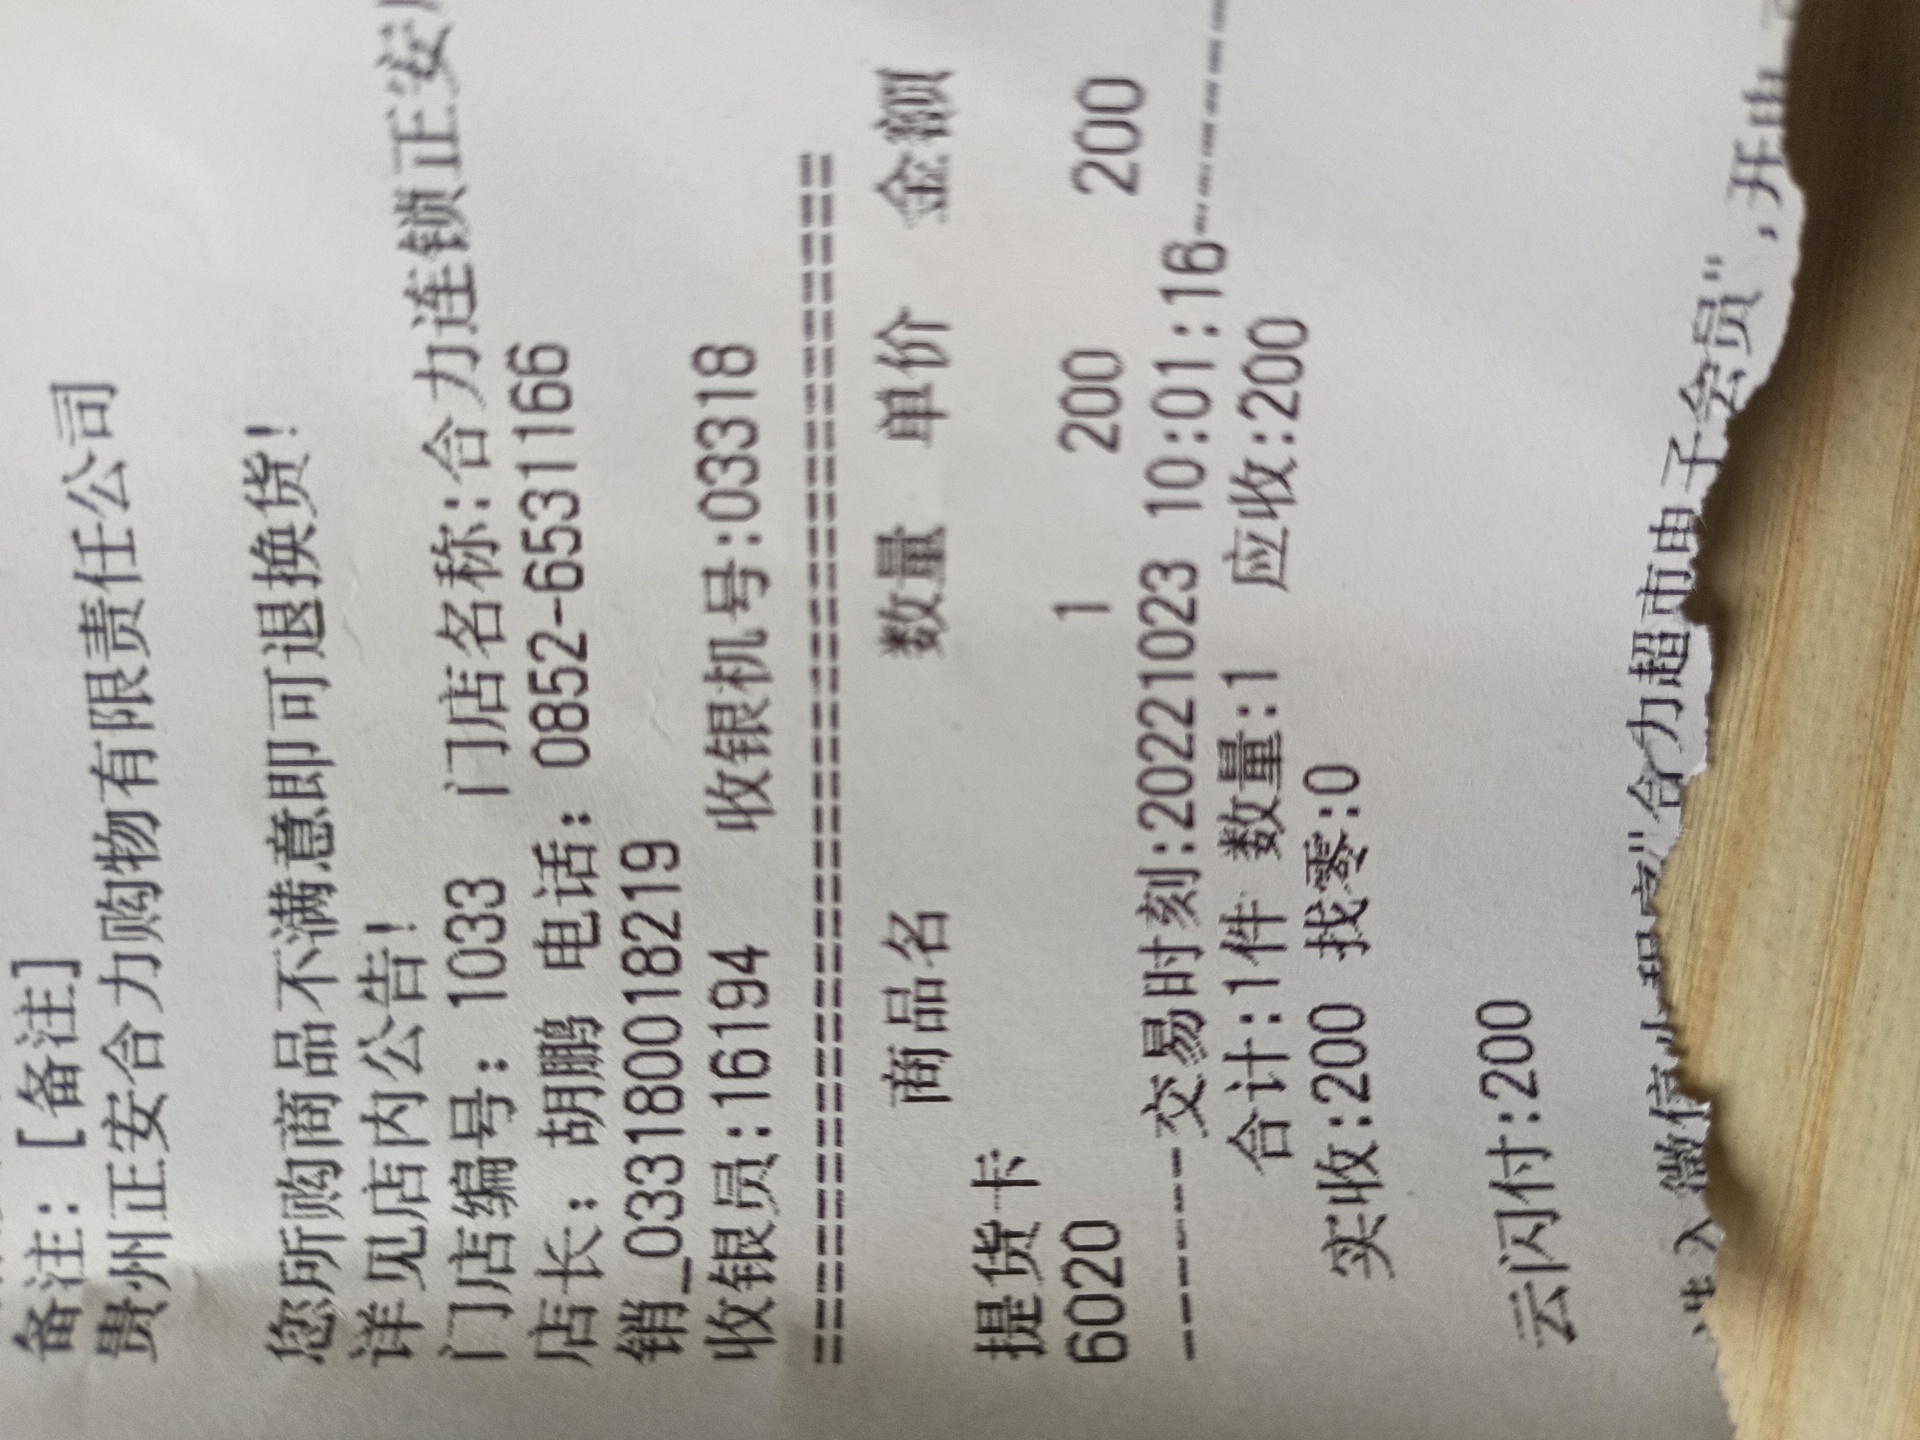 备注: [备注]
贵州正安合力购物有限责任公司
您所购商品不满意即可退换货!
详见店内公告!
门店编号: 1033 门店名称:合力连锁正安
店长: 胡鹏 电话: 0852-6531166
销_033180018219
收银员:16194 收银机号:03318
==========================================
商品名 数量 单价 金额
提货卡
6020 1 200 200
------交易时刻:20221023 10:01:16------
合计:1件 数量:1 应收:200
实收:200 找零:0
云闪付:200
进入微信小程序"合力超市电子会员",开电